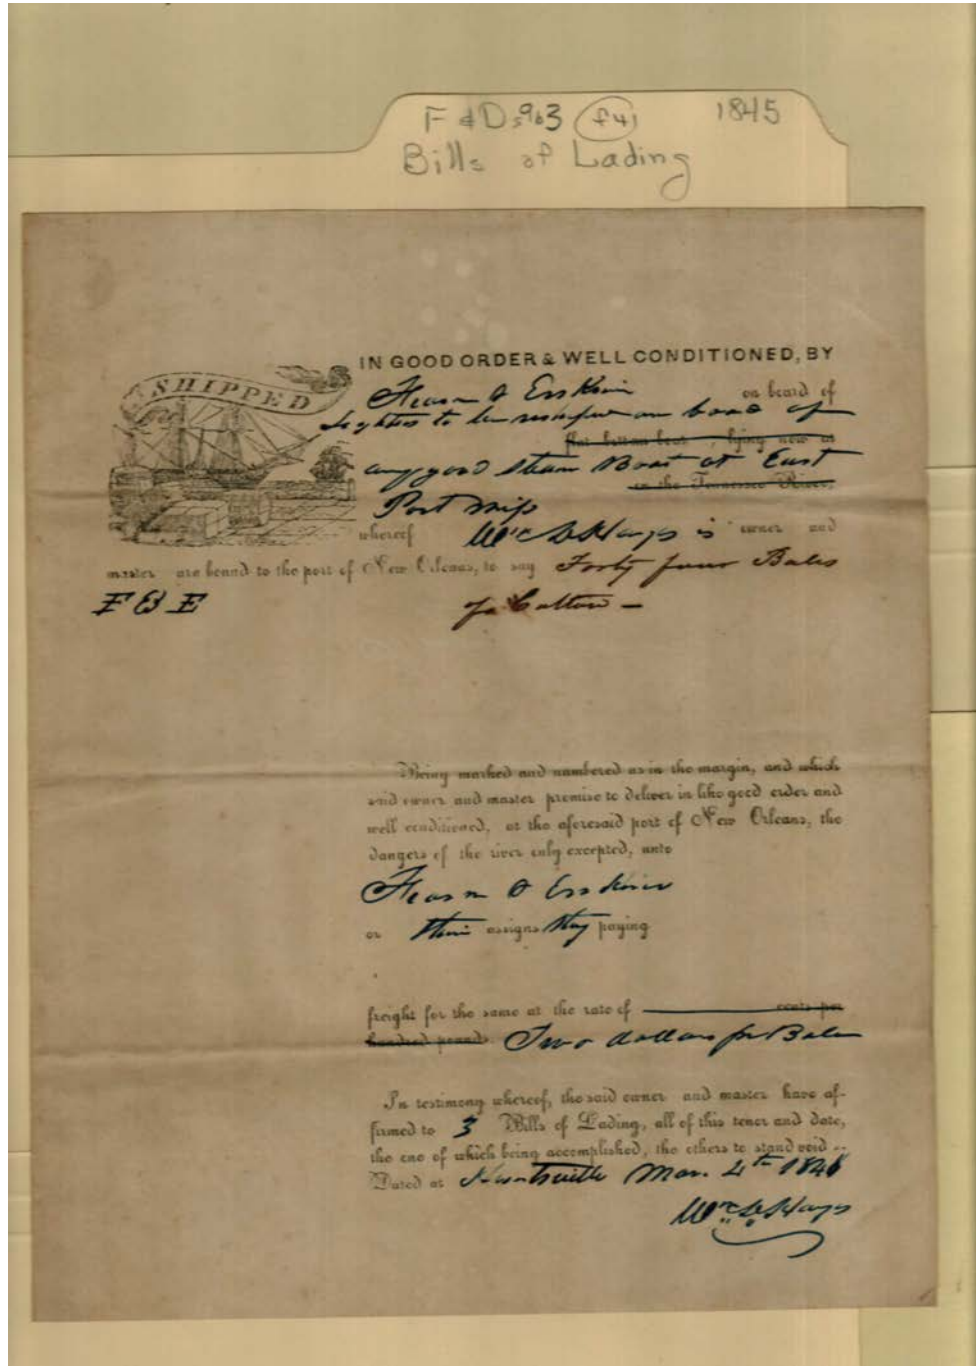 F & D 963 f41 1845
Bills of Lading
SHIPPED
IN GOOD ORDER & WELL CONDITIONED, BY
Fearn & Erskin on board of
Lighters to be on board of
flat bottom boat, lying now at
any good Steam Boat at East
in the Tennessee River,
Port Miss
whereof Wm Hays is owner and
master are bound to the port of New Orleans, to say Forty four Bales
F & E of Cotton —
Being marked and numbered as in the margin, and which
said owner and master promise to deliver in like good order and
well conditioned, at the aforesaid port of New Orleans, the
dangers of the river only excepted, unto
Fearn & Erskine
or their assigns they paying
freight for the same at the rate of cents per
hundred pounds. Two dollars per Bale
In testimony whereof, the said owner and master have af-
firmed to 3 Bills of Lading, all of this tenor and date,
the one of which being accomplished, the others to stand void --
Dated at Huntsville Mar. 4th
Wm Hays